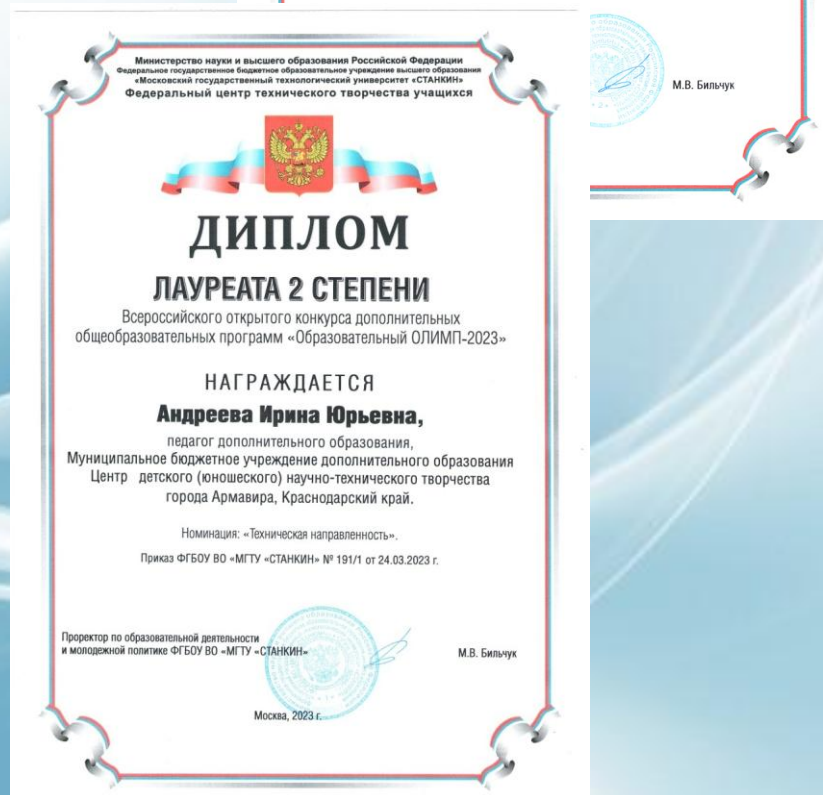 Министерство науки и высшего образования Российской Федерации
Федеральное государственное бюджетное образовательное учреждение высшего образования
«Московский государственный технологический университет «СТАНКИН»
Федеральный центр технического творчества учащихся
ДИПЛОМ
ЛАУРЕАТА 2 СТЕПЕНИ
Всероссийского открытого конкурса дополнительных
общеобразовательных программ «Образовательный ОЛИМП-2023»
НАГРАЖДАЕТСЯ
Андреева Ирина Юрьевна,
педагог дополнительного образования,
Муниципальное бюджетное учреждение дополнительного образования
Центр детского (юношеского) научно-технического творчества
города Армавира, Краснодарский край.
Номинация: «Техническая направленность».
Приказ ФГБОУ ВО «МГТУ «СТАНКИН» № 191/1 от 24.03.2023 г.
Проректор по образовательной деятельности
и молодежной политике ФГБОУ ВО «МГТУ «СТАНКИН»
М.В. Бильчук
Москва, 2023 г.
М.В. Бильчук